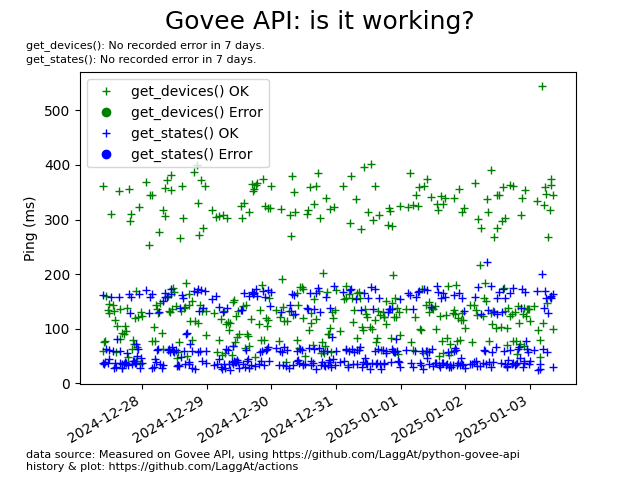 Govee API: is it working?
get_devices(): No recorded error in 7 days.
get_states(): No recorded error in 7 days.
get_devices() OK
get_devices() Error
get_states() OK
get_states() Error
Ping (ms)
500
400
300
200
100
0
2024-12-28
2024-12-29
2024-12-30
2024-12-31
2025-01-01
2025-01-02
2025-01-03
data source: Measured on Govee API, using https://github.com/LaggAt/python-govee-api
history & plot: https://github.com/LaggAt/actions